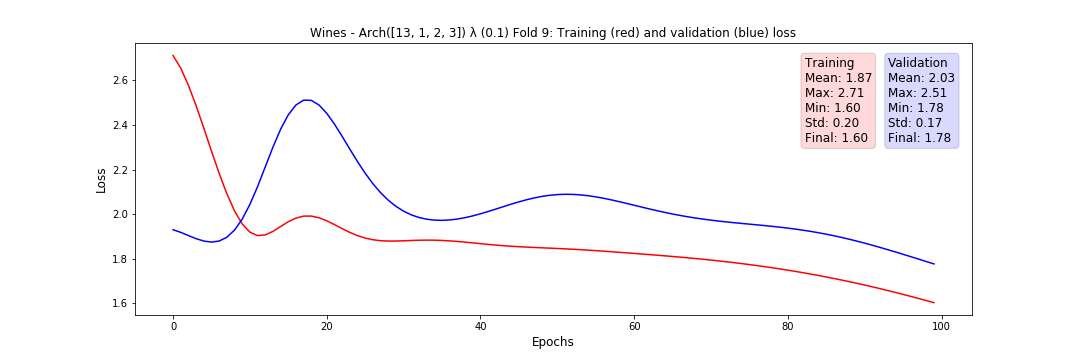 Wines - Arch([13, 1, 2, 3]) λ (0.1) Fold 9: Training (red) and validation (blue) loss
Training
Mean: 1.87
Max: 2.71
Min: 1.60
Std: 0.20
Final: 1.60
Validation
Mean: 2.03
Max: 2.51
Min: 1.78
Std: 0.17
Final: 1.78
Loss
2.6
2.4
2.2
2.0
1.8
1.6
0 20 40 60 80 100
Epochs